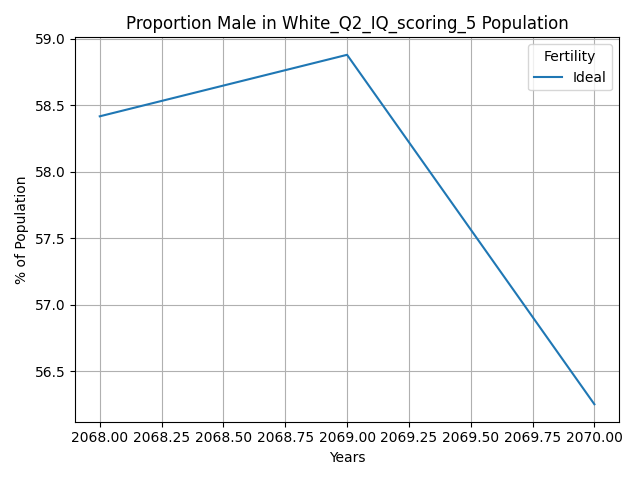 Proportion Male in White_Q2_IQ_scoring_5 Population
59.0
58.5
58.0
57.5
57.0
56.5
% of Population
Fertility
Ideal
2068.00 2068.25 2068.50 2068.75 2069.00 2069.25 2069.50 2069.75 2070.00
Years